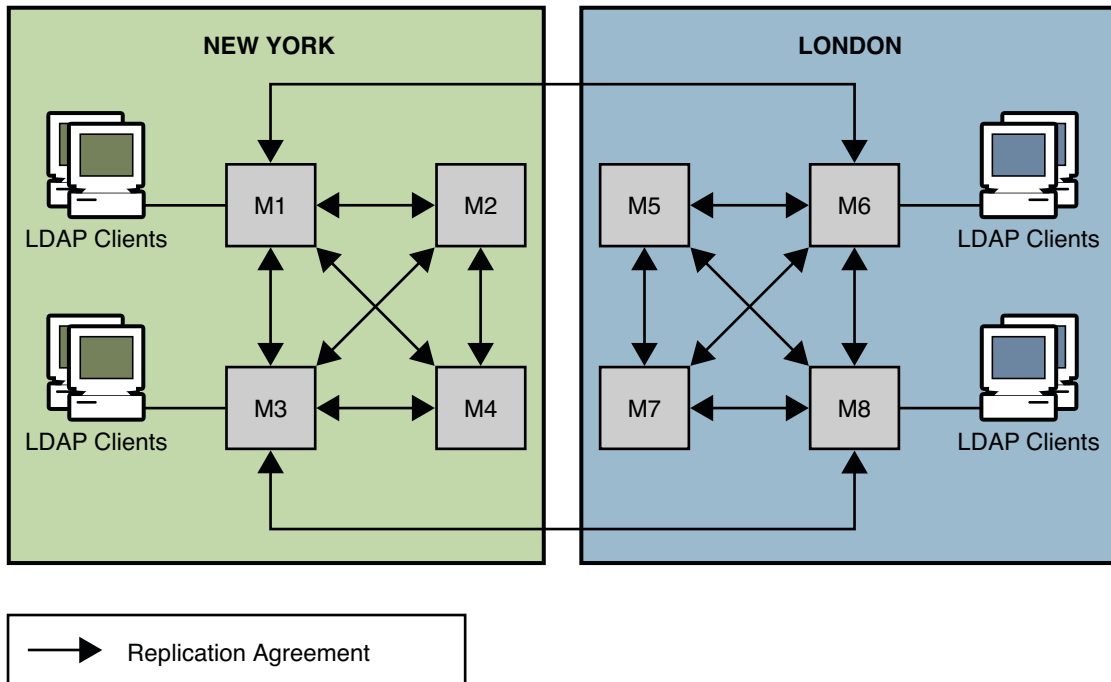 NEW YORK
LONDON
M1
M2
M5
M6
LDAP Clients
LDAP Clients
M3
M4
M7
M8
LDAP Clients
LDAP Clients
Replication Agreement